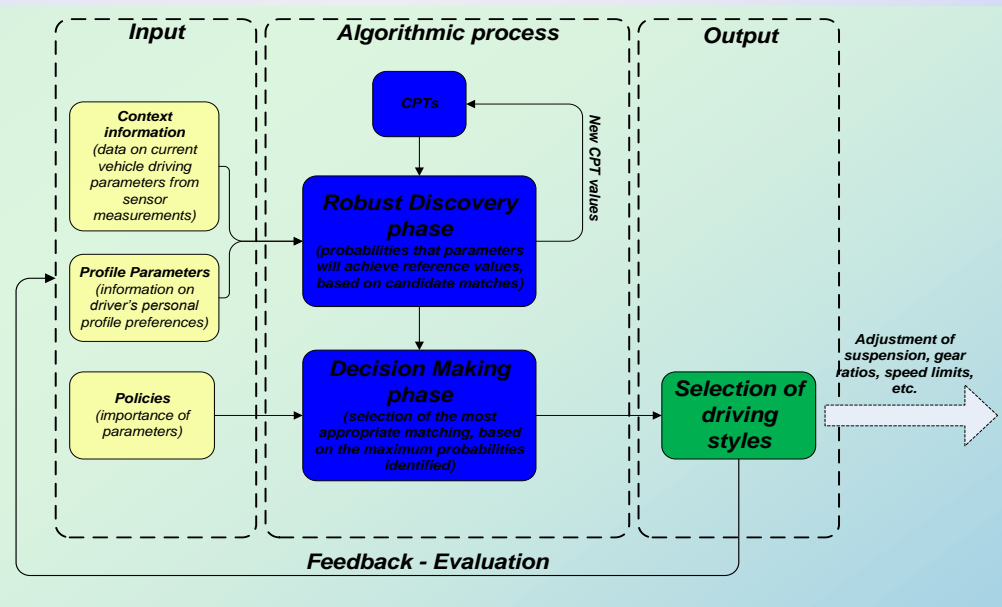 Input
Algorithmic process
Output
Context
information
(data on current
vehicle driving
parameters from
sensor
measurements)
Profile Parameters
(information on
driver's personal
profile preferences)
Policies
(importance of
parameters)
CPTs
New CPT values
Robust Discovery
phase
(probabilities that parameters
will achieve reference values,
based on candidate matches)
Decision Making
phase
(selection of the most
appropriate matching, based
on the maximum probabilities
identified)
Selection of
driving
styles
Adjustment of
suspension, gear
ratios, speed limits,
etc.
Feedback - Evaluation